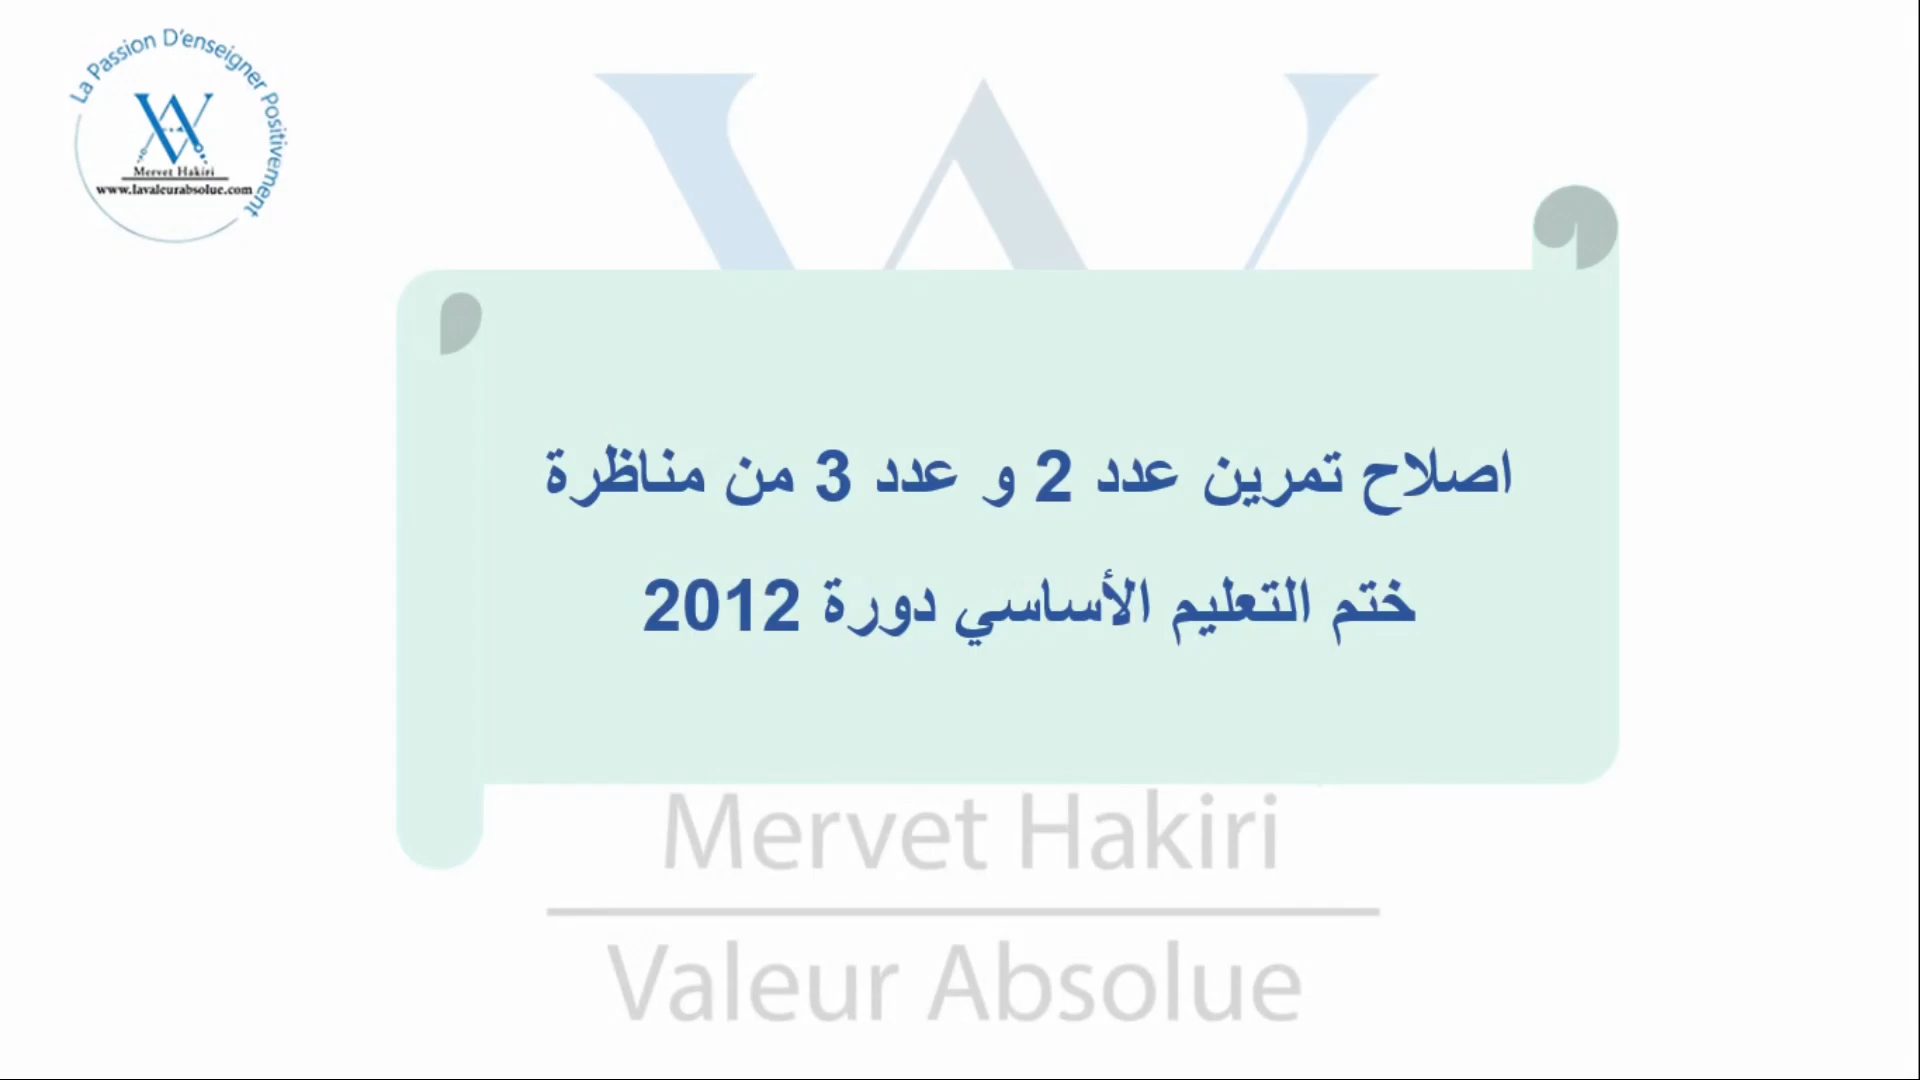 La Passion D'enseigner Positivement
Mervet Hakiri
www.lavaleurabsolue.com
اصلاح تمرين عدد 2 و عدد 3 من مناظرة
ختم التعليم الأساسي دورة 2012
Mervet Hakiri
Valeur Absolue